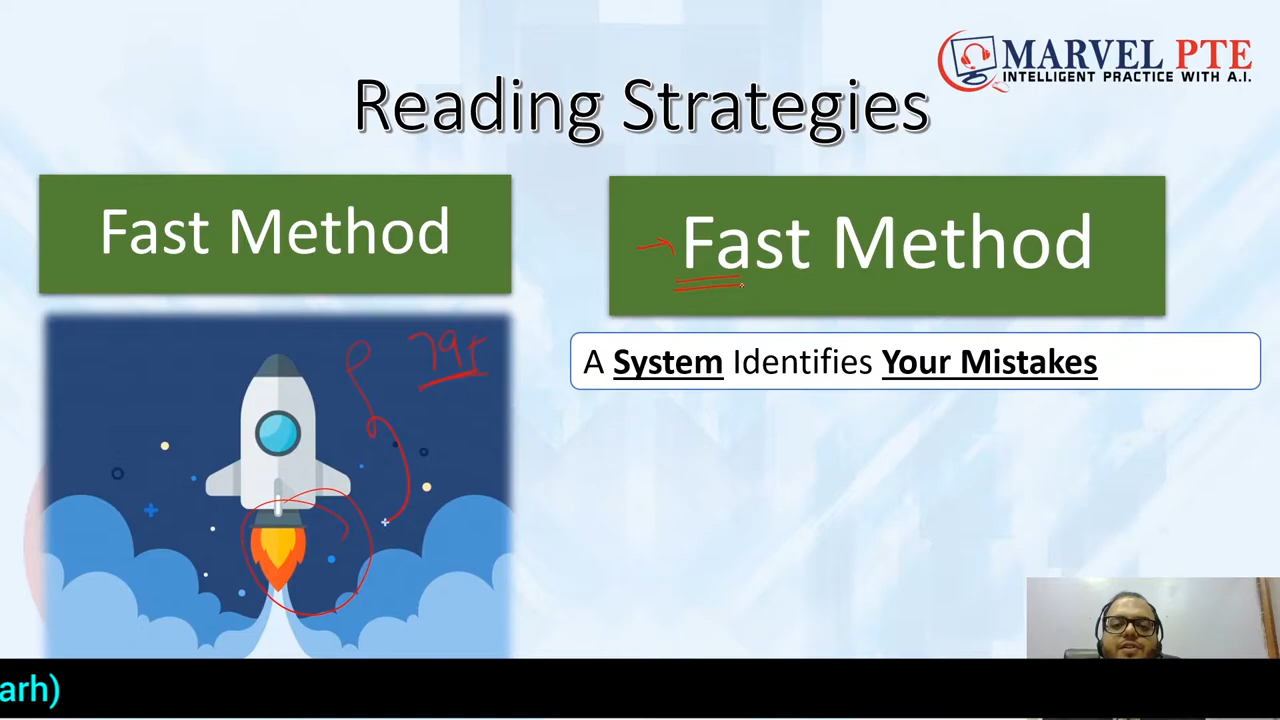 MARVEL PTE
INTELLIGENT PRACTICE WITH A.I.
Reading Strategies
Fast Method
Fast Method
A System Identifies Your Mistakes
79+
arh)